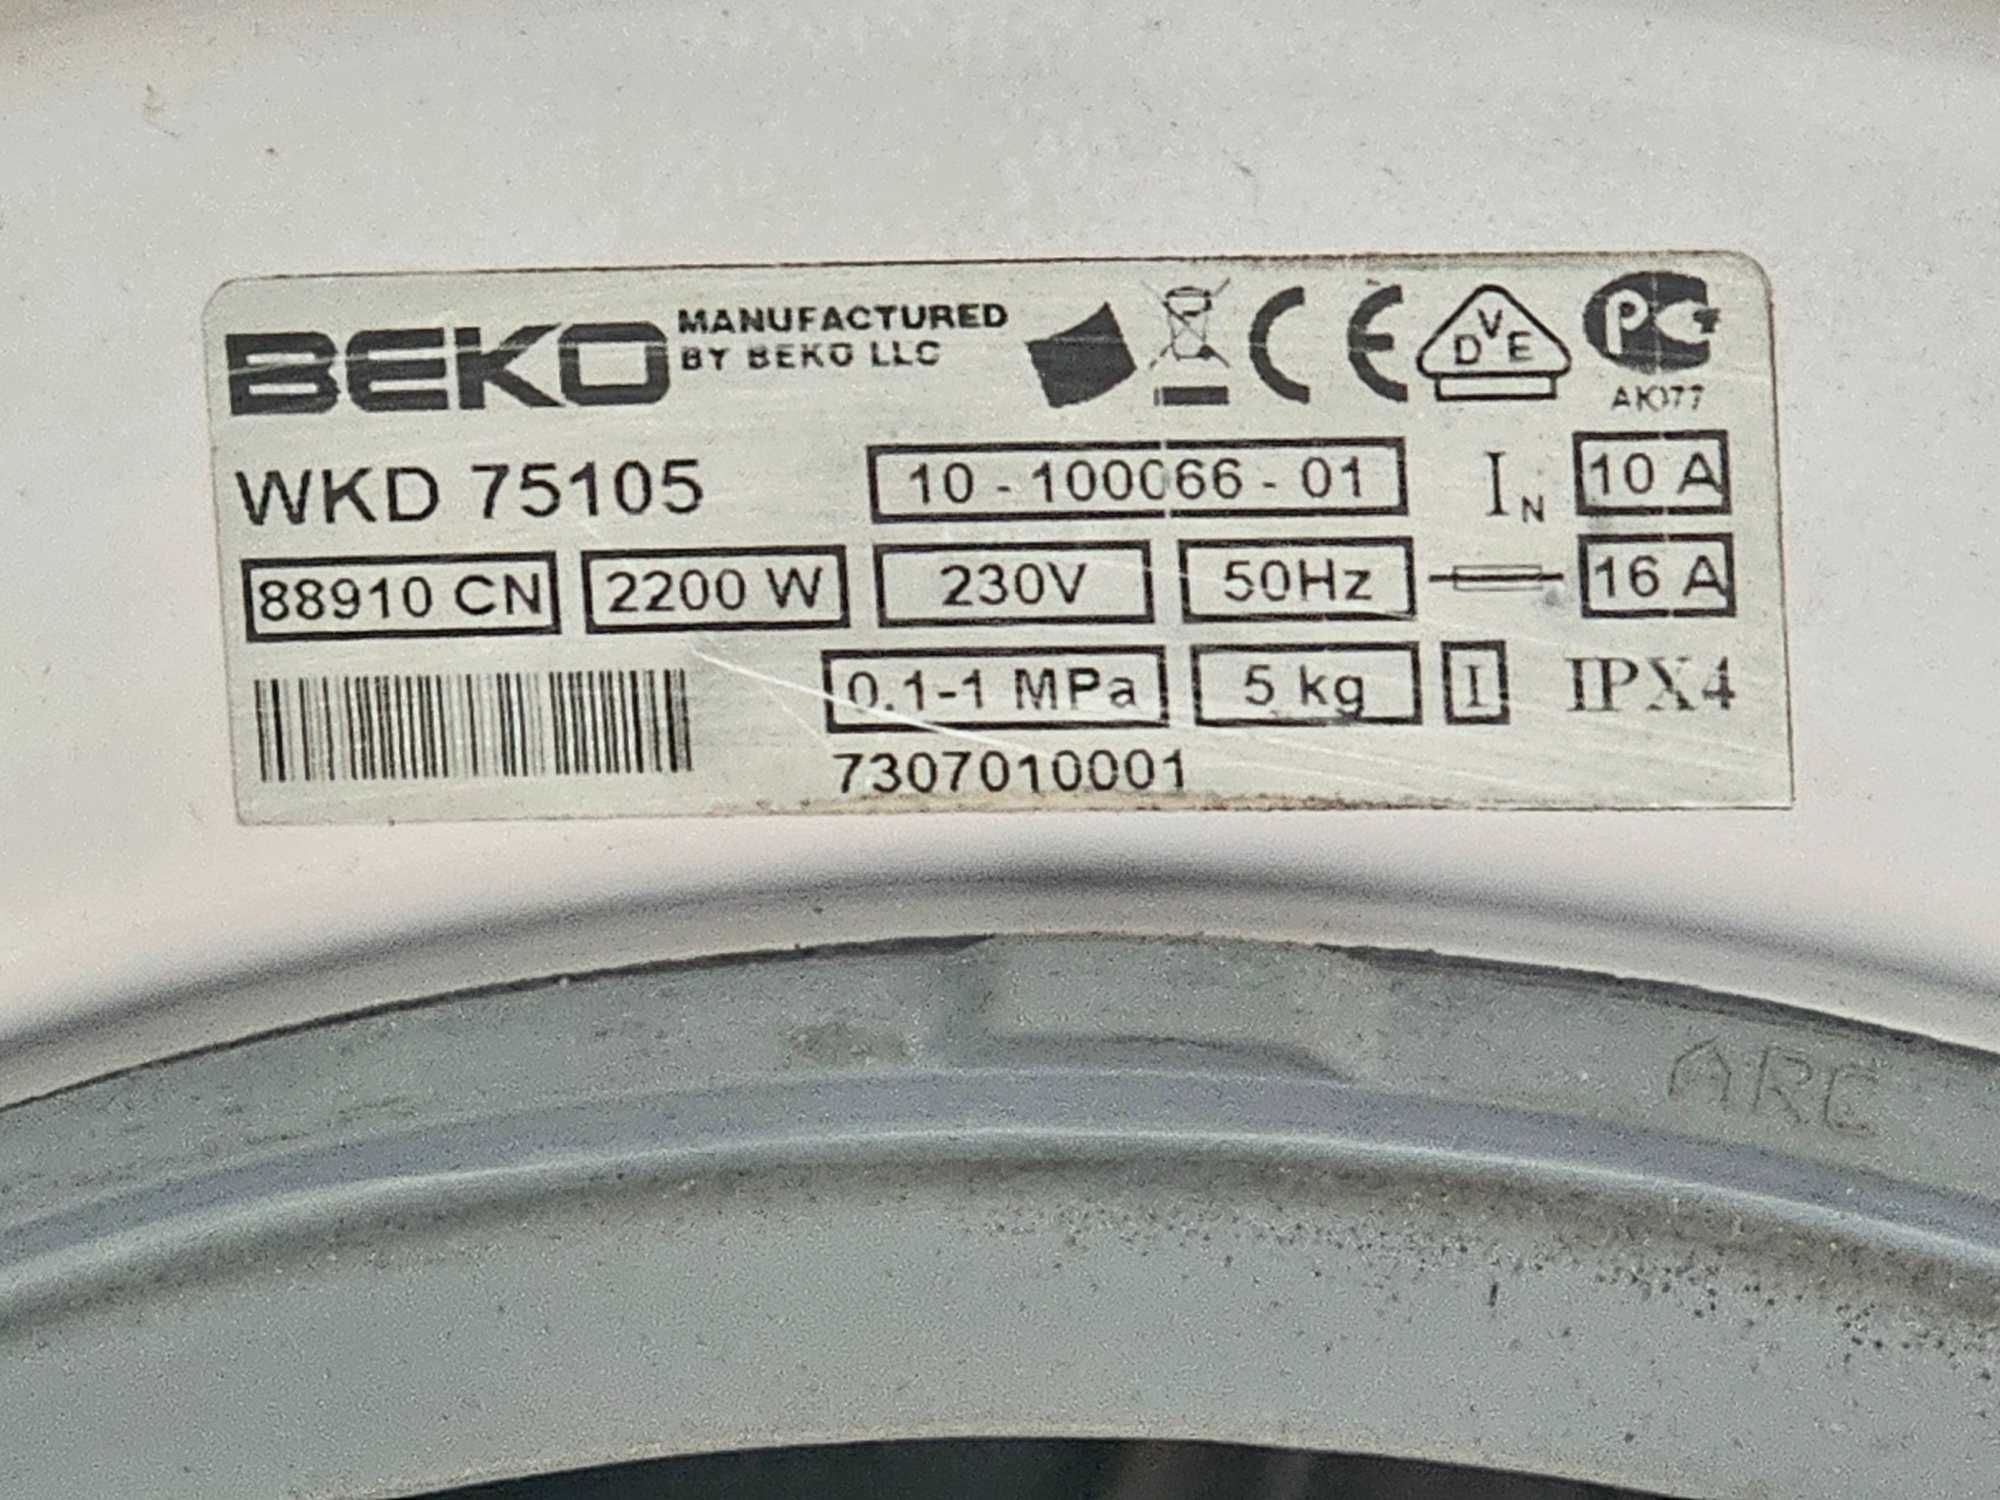 BEKO MANUFACTURED
BY BEKO LLC
CE
DVE
PC
WKD 75105
10 - 100066 - 01
IN
10 A
88910 CN
2200 W
230V
50Hz
16 A
0.1-1 MPa
5 kg
I
IPX4
7307010001
ARC